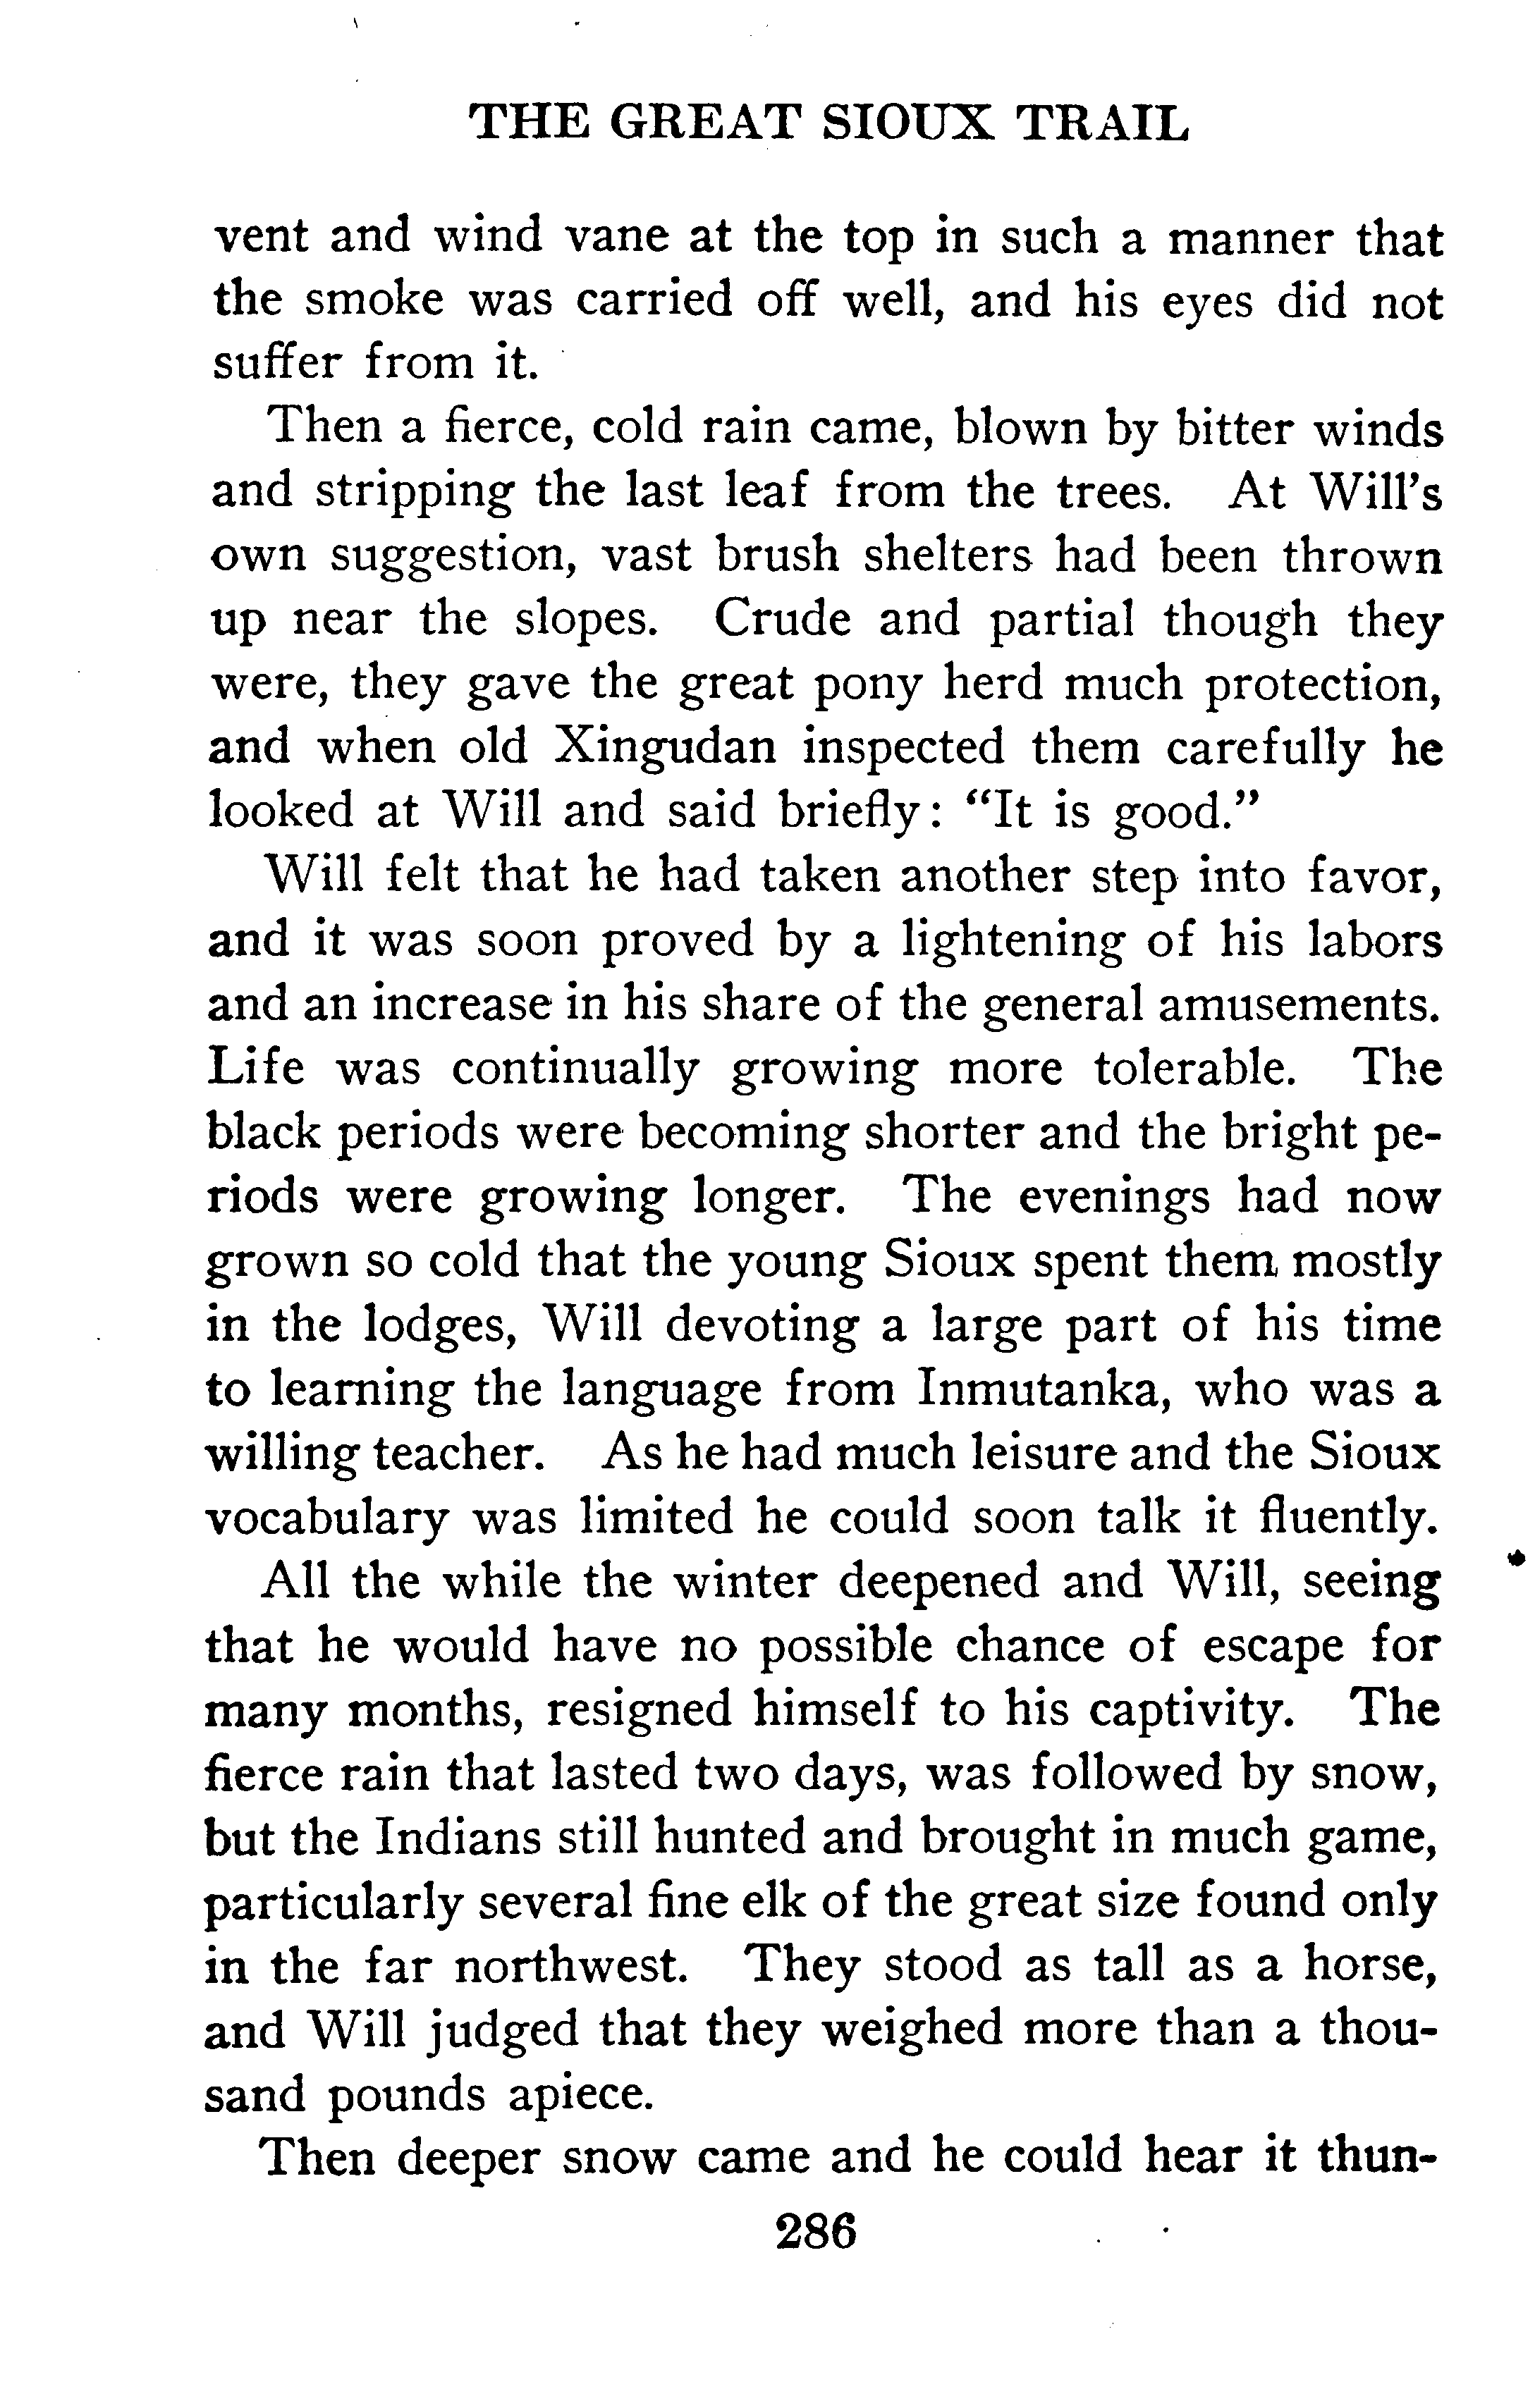 THE GREAT SIOUX TRAIL
vent and wind vane at the top in such a manner that
the smoke was carried off well, and his eyes did not
suffer from it.
Then a fierce, cold rain came, blown by bitter winds
and stripping the last leaf from the trees. At Will's
own suggestion, vast brush shelters had been thrown
up near the slopes. Crude and partial though they
were, they gave the great pony herd much protection,
and when old Xingudan inspected them carefully he
looked at Will and said briefly: “It is good.”
Will felt that he had taken another step into favor,
and it was soon proved by a lightening of his labors
and an increase in his share of the general amusements.
Life was continually growing more tolerable. The
black periods were becoming shorter and the bright pe-
riods were growing longer. The evenings had now
grown so cold that the young Sioux spent them mostly
in the lodges, Will devoting a large part of his time
to learning the language from Inmutanka, who was a
willing teacher. As he had much leisure and the Sioux
vocabulary was limited he could soon talk it fluently.
All the while the winter deepened and Will, seeing
that he would have no possible chance of escape for
many months, resigned himself to his captivity. The
fierce rain that lasted two days, was followed by snow,
but the Indians still hunted and brought in much game,
particularly several fine elk of the great size found only
in the far northwest. They stood as tall as a horse,
and Will judged that they weighed more than a thou-
sand pounds apiece.
Then deeper snow came and he could hear it thun-
286